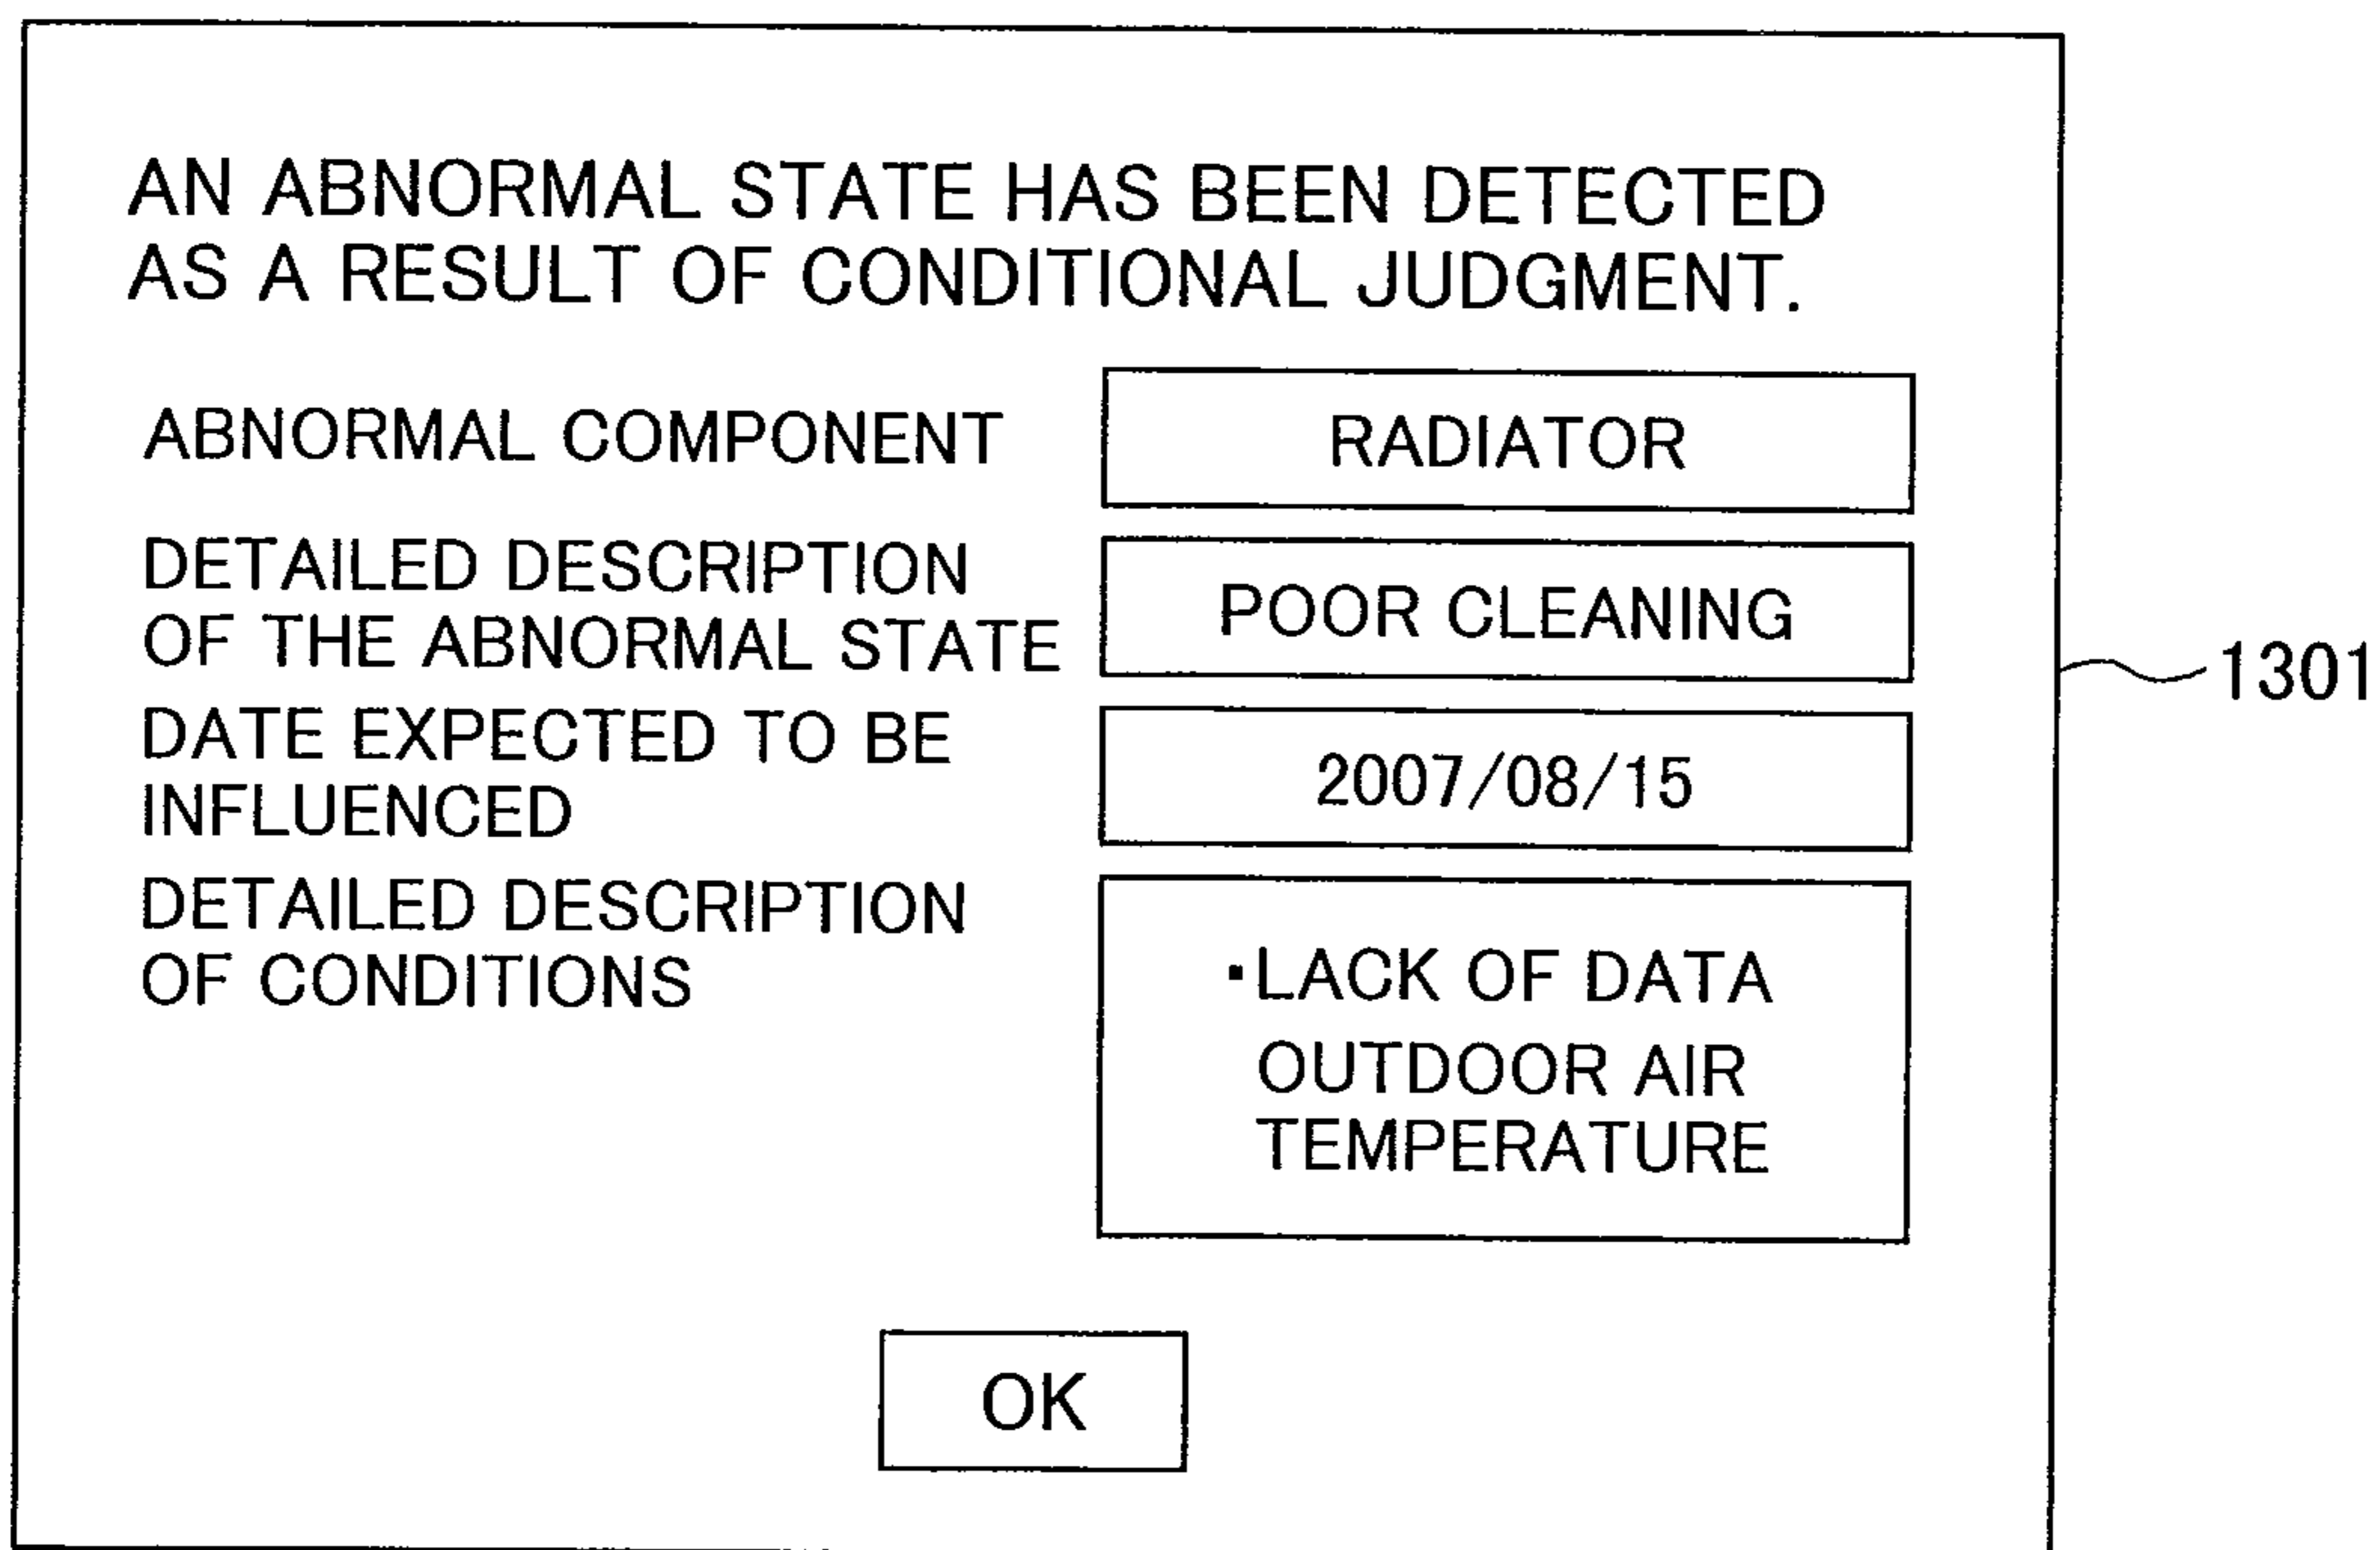 AN ABNORMAL STATE HAS BEEN DETECTED
AS A RESULT OF CONDITIONAL JUDGMENT.
ABNORMAL COMPONENT
RADIATOR
DETAILED DESCRIPTION
OF THE ABNORMAL STATE
POOR CLEANING
DATE EXPECTED TO BE
INFLUENCED
2007/08/15
DETAILED DESCRIPTION
OF CONDITIONS
▪LACK OF DATA
OUTDOOR AIR
TEMPERATURE
OK
1301